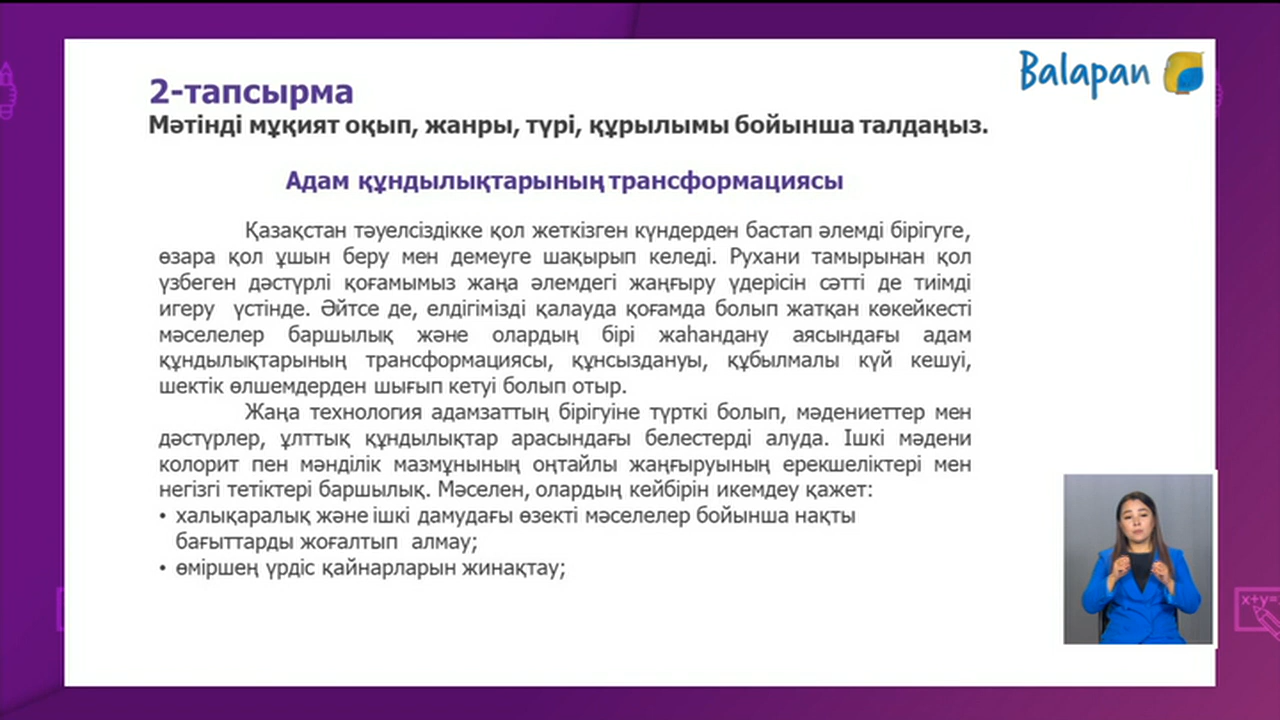 Balapan
2-тапсырма
Мәтінді мұқият оқып, жанры, түрі, құрылымы бойынша талдаңыз.
Адам құндылықтарының трансформациясы
Қазақстан тәуелсіздікке қол жеткізген күндерден бастап әлемді бірігуге,
өзара қол ұшын беру мен демеуге шақырып келеді. Рухани тамырынан қол
үзбеген дәстүрлі қоғамымыз жаңа әлемдегі жаңғыру үдерісін сәтті де тиімді
игеру үстінде. Әйтсе де, елдігімізді қалауда қоғамда болып жатқан көкейкесті
мәселелер баршылық және олардың бірі жаһандану аясындағы адам
құндылықтарының трансформациясы, құнсыздануы, құбылмалы күй кешуі,
шектік өлшемдерден шығып кетуі болып отыр.
Жаңа технология адамзаттың бірігуіне түрткі болып, мәдениеттер мен
дәстүрлер, ұлттық құндылықтар арасындағы белестерді алуда. Ішкі мәдени
колорит пен мәнділік мазмұнының оңтайлы жаңғыруының ерекшеліктері мен
негізгі тетіктері баршылық. Мәселен, олардың кейбірін икемдеу қажет:
• халықаралық және ішкі дамудағы өзекті мәселелер бойынша нақты
бағыттарды жоғалтып алмау;
• өміршең үрдіс қайнарларын жинақтау;
x+y=